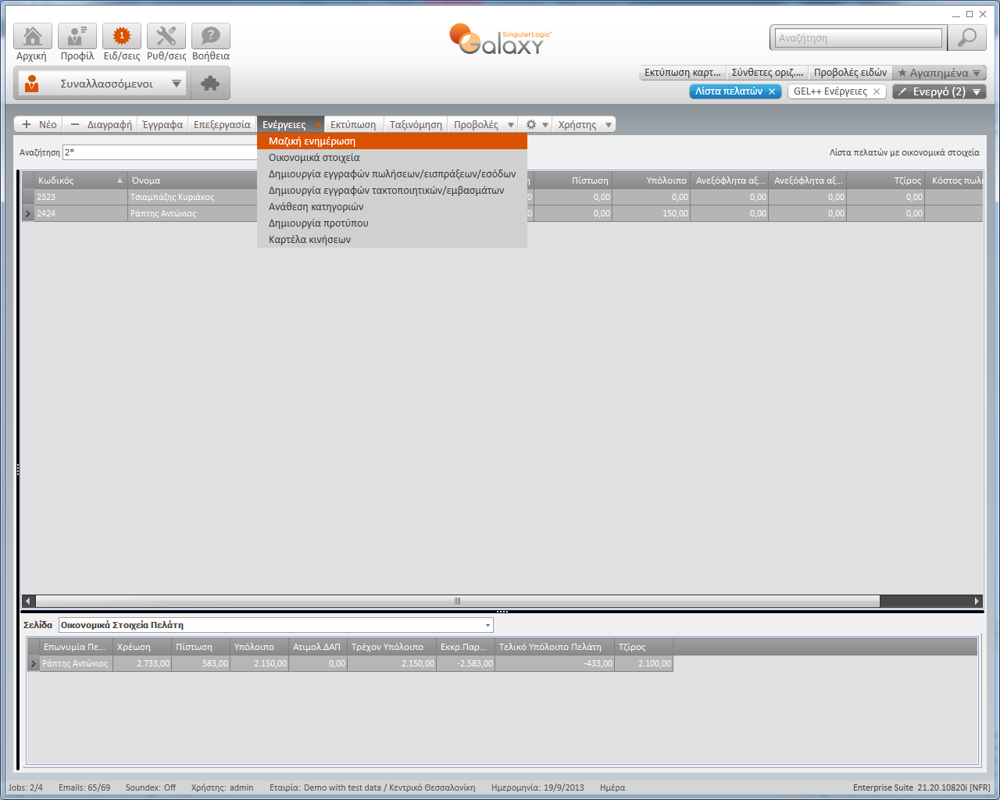 SingularLogic
Galaxy
Αρχική
Προφίλ
1
Ειδ/σεις
Ρυθ/σεις
Βοήθεια
Αναζήτηση
Συναλλασσόμενοι
Εκτύπωση καρτ...
Σύνθετες οριζ....
Προβολές ειδών
Αγαπημένα
Λίστα πελατών
GEL++ Ενέργειες
Ενεργό (2)
Νέο
Διαγραφή
Έγγραφα
Επεξεργασία
Ενέργειες
Εκτύπωση
Ταξινόμηση
Προβολές
Χρήστης
Μαζική ενημέρωση
Οικονομικά στοιχεία
Δημιουργία εγγραφών πωλήσεων/εισπράξεων/εσόδων
Δημιουργία εγγραφών τακτοποιητικών/εμβασμάτων
Ανάθεση κατηγοριών
Δημιουργία προτύπου
Καρτέλα κινήσεων
Αναζήτηση 2*
Λίστα πελατών με οικονομικά στοιχεία
Κωδικός Όνομα Πίστωση Υπόλοιπο Ανεξόφλητα αξ... Ανεξόφλητα αξ... Τζίρος Κόστος πωλ
2323 Τσιαμπάζης Κυριάκος 0,00 0,00 0,00 0,00 0,00
2424 Ράπτης Αντώνιος 0,00 150,00 0,00 0,00 0,00
Σελίδα Οικονομικά Στοιχεία Πελάτη
Επωνυμία Πε... Χρέωση Πίστωση Υπόλοιπο Ατιμολ.ΔΑΠ Τρέχον Υπόλοιπο Εκκρ.Παρ... Τελικό Υπόλοιπο Πελάτη Τζίρος
Ράπτης Αντώνιος 2.733,00 583,00 2.150,00 0,00 2.150,00 -2.583,00 -433,00 2.100,00
Jobs: 2/4 Emails: 65/69 Soundex: Off Χρήστης: admin Εταιρία: Demo with test data / Κεντρικό Θεσσαλονίκη Ημερομηνία: 19/9/2013 Ημέρα Enterprise Suite 21.20.10820i [NFR]